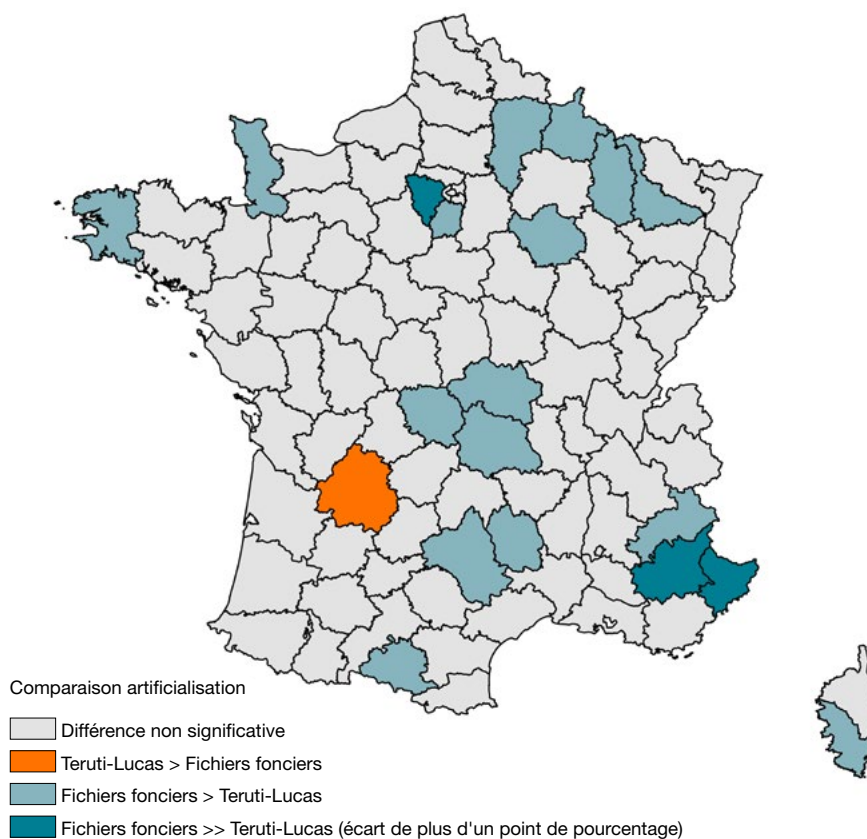 Comparaison artificialisation
Différence non significative
Teruti-Lucas > Fichiers fonciers
Fichiers fonciers > Teruti-Lucas
Fichiers fonciers >> Teruti-Lucas (écart de plus d'un point de pourcentage)